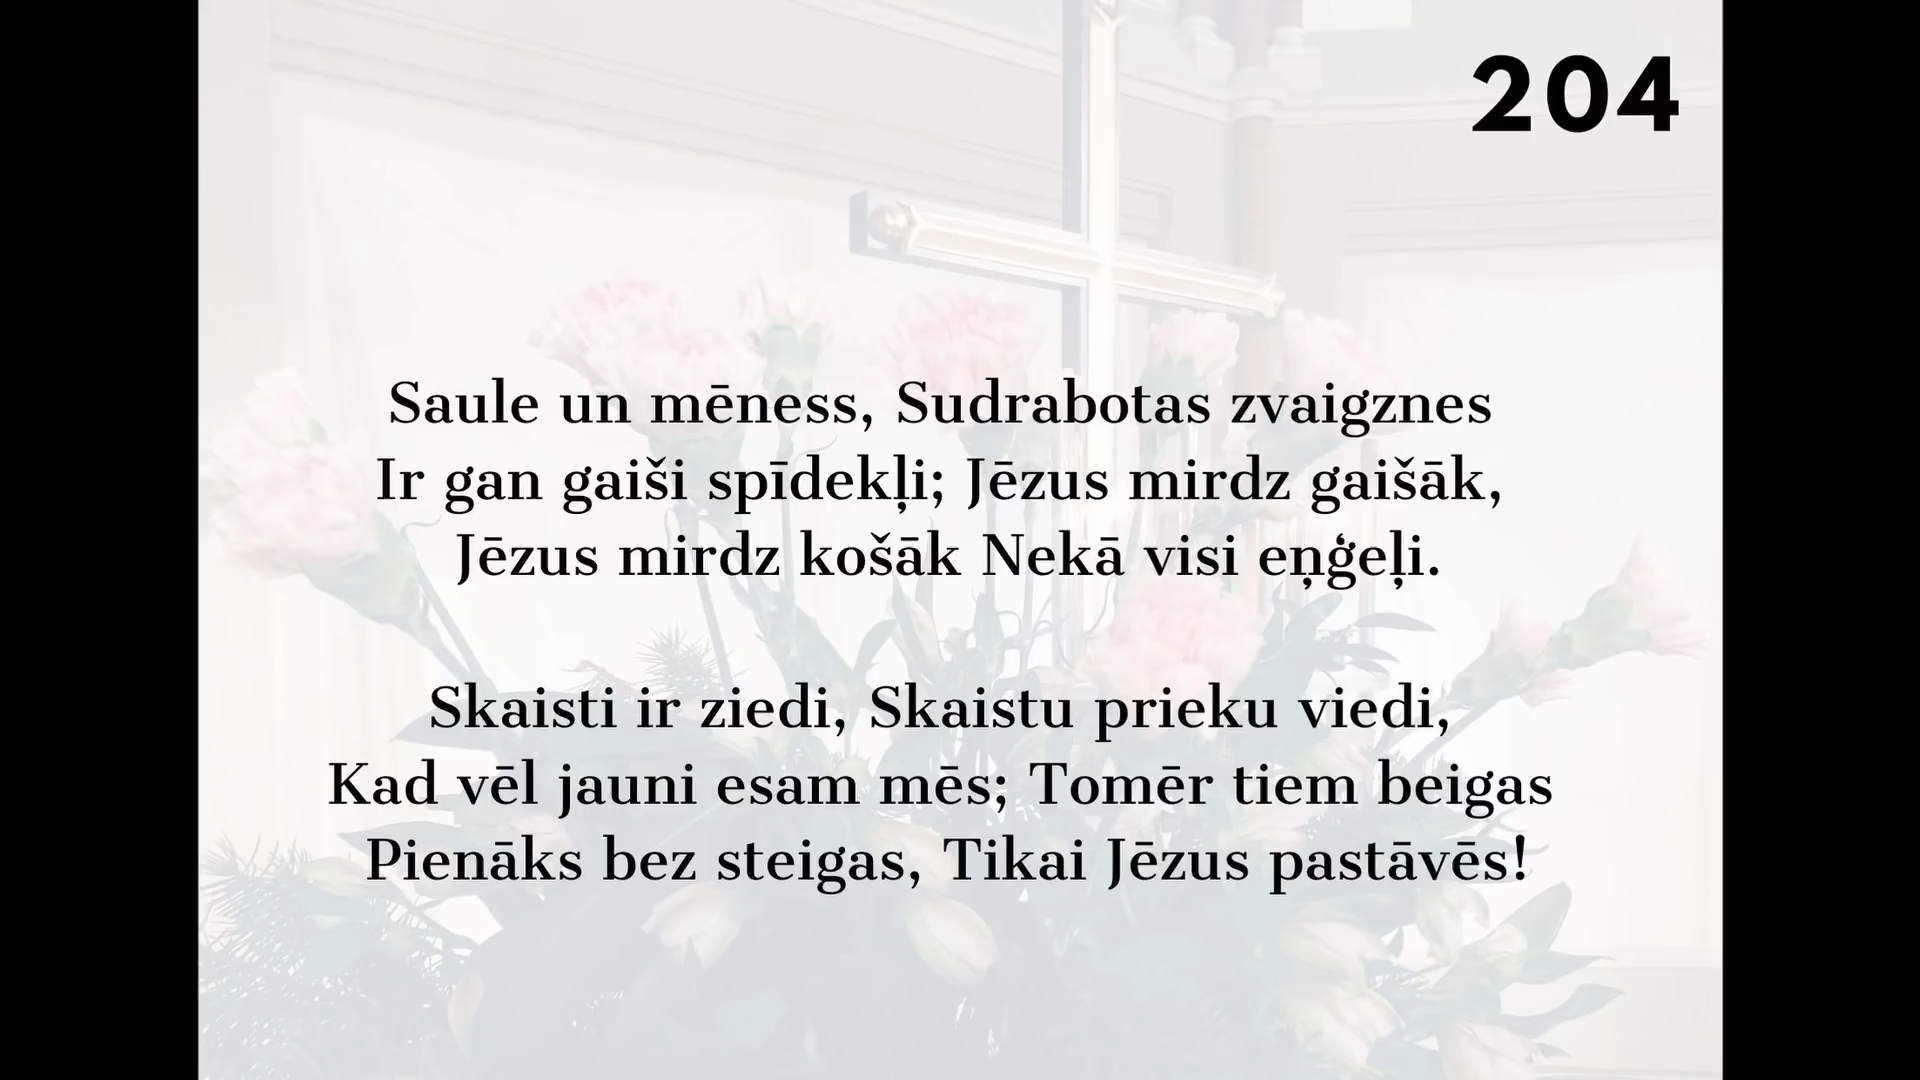 204
Saule un mēness, Sudrabotas zvaigznes
Ir gan gaiši spīdekļi; Jēzus mirdz gaišāk,
Jēzus mirdz košāk Nekā visi eņģeļi.
Skaisti ir ziedi, Skaistu prieku viedi,
Kad vēl jauni esam mēs; Tomēr tiem beigas
Pienāks bez steigas, Tikai Jēzus pastāvēs!